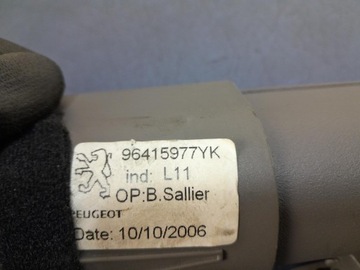 96415977YK
ind: L11
OP:B.Sallier
PEUGEOT
Date: 10/10/2006